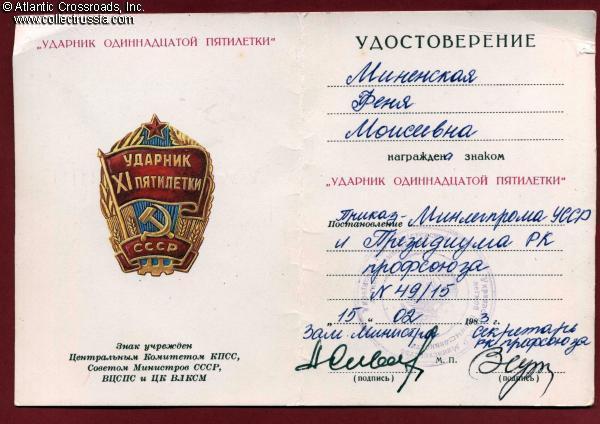 © Atlantic Crossroads, Inc.
www.collectrussia.com
„УДАРНИК ОДИННАДЦАТОЙ ПЯТИЛЕТКИ"
УДАРНИК
XI ПЯТИЛЕТКИ
СССР
Знак учрежден
Центральным Комитетом КПСС,
Советом Министров СССР,
ВЦСПС и ЦК ВЛКСМ
УДОСТОВЕРЕНИЕ
Миненская
Феня
Моисеевна
награждена знаком
"УДАРНИК ОДИННАДЦАТОЙ ПЯТИЛЕТКИ"
Приказ - Минлегпрома УССР
Постановление
и Президиума РК
профсоюза
N 49/15
"15" 02 1983 г.
Зам. Министра секретарь
РК профсоюза
М. П.
(подпись) (подпись)